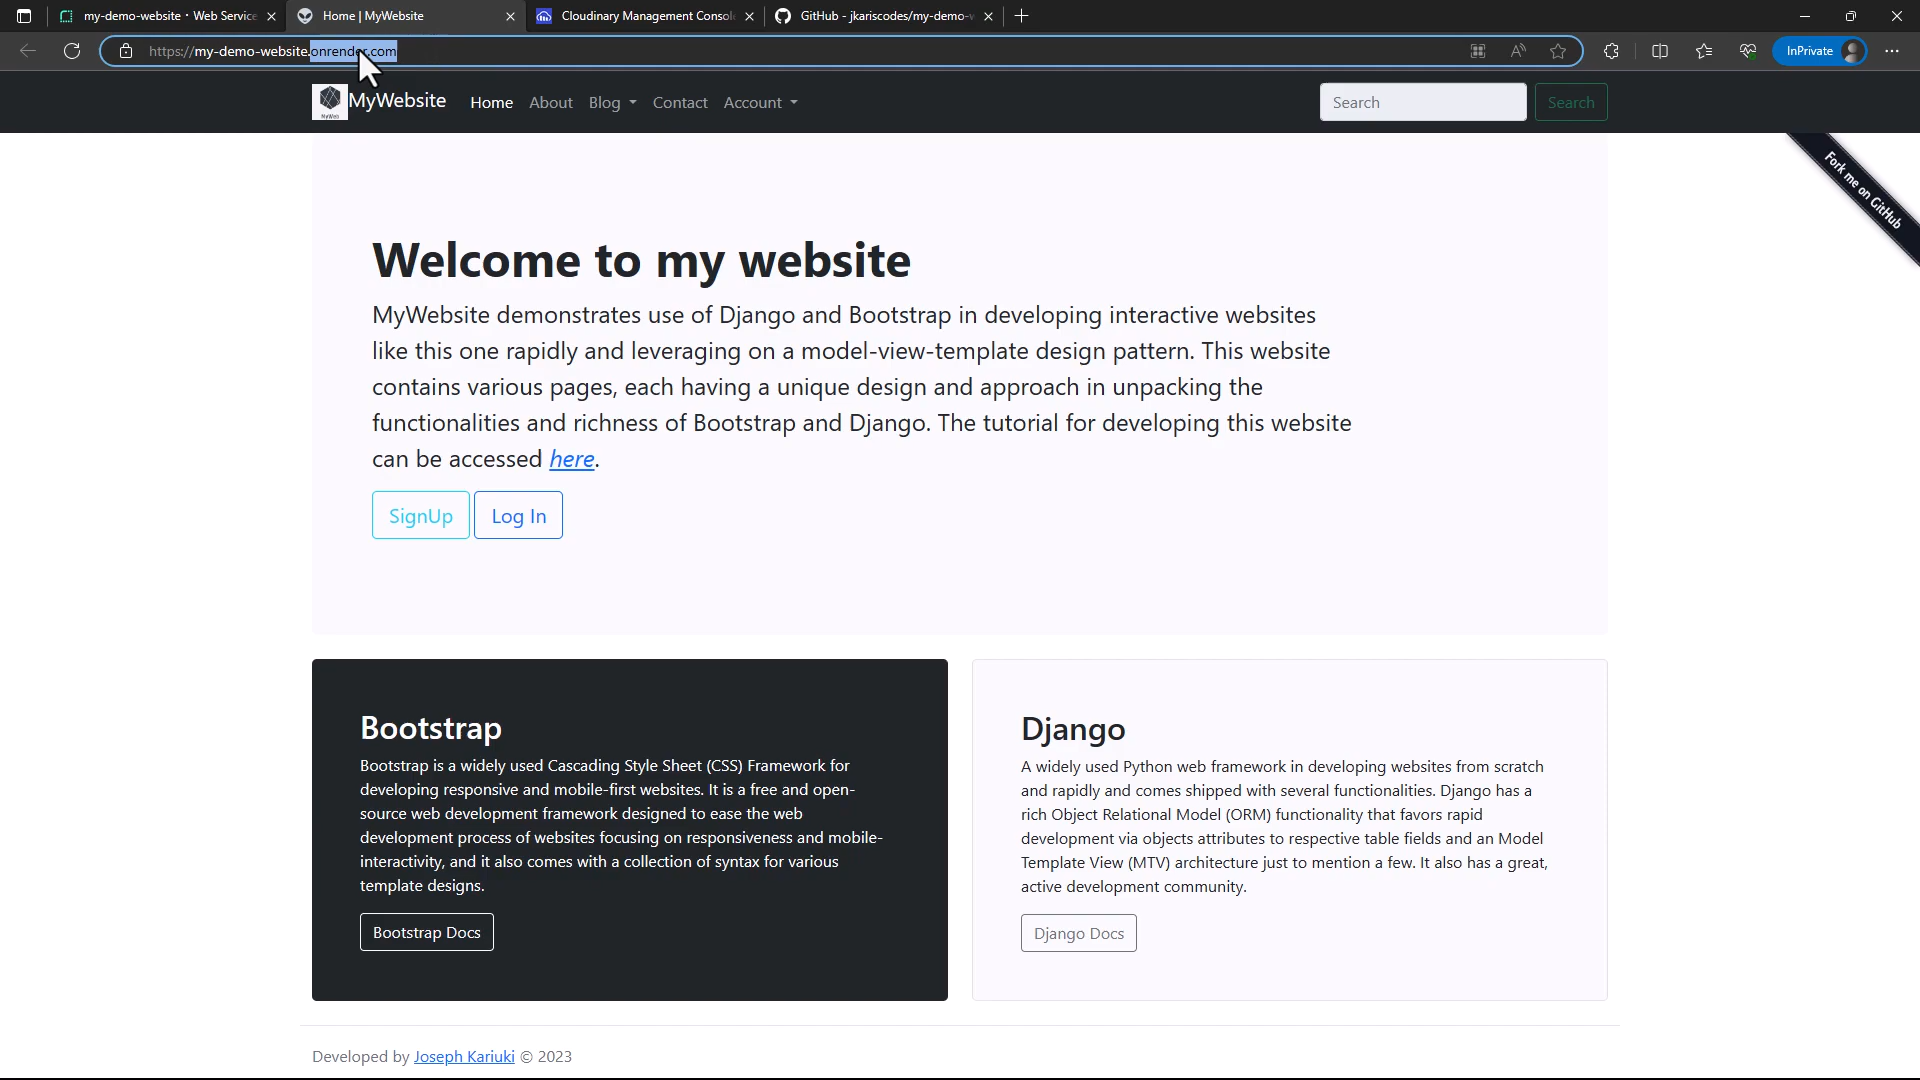 my-demo-website · Web Service
Home | MyWebsite
Cloudinary Management Console
GitHub - jkariscodes/my-demo-w
https://my-demo-website.onrender.com
InPrivate
MyWeb
MyWebsite
Home
About
Blog
Contact
Account
Search
Search
Fork me on GitHub
Welcome to my website
MyWebsite demonstrates use of Django and Bootstrap in developing interactive websites
like this one rapidly and leveraging on a model-view-template design pattern. This website
contains various pages, each having a unique design and approach in unpacking the
functionalities and richness of Bootstrap and Django. The tutorial for developing this website
can be accessed here.
SignUp
Log In
Bootstrap
Bootstrap is a widely used Cascading Style Sheet (CSS) Framework for
developing responsive and mobile-first websites. It is a free and open-
source web development framework designed to ease the web
development process of websites focusing on responsiveness and mobile-
interactivity, and it also comes with a collection of syntax for various
template designs.
Bootstrap Docs
Django
A widely used Python web framework in developing websites from scratch
and rapidly and comes shipped with several functionalities. Django has a
rich Object Relational Model (ORM) functionality that favors rapid
development via objects attributes to respective table fields and an Model
Template View (MTV) architecture just to mention a few. It also has a great,
active development community.
Django Docs
Developed by Joseph Kariuki © 2023